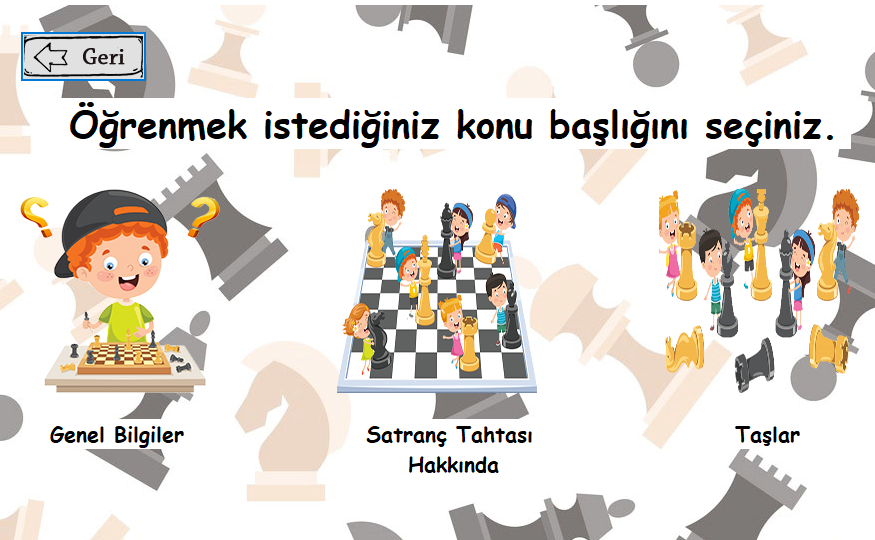 Geri
Öğrenmek istediğiniz konu başlığını seçiniz.
Genel Bilgiler
Satranç Tahtası
Hakkında
Taşlar